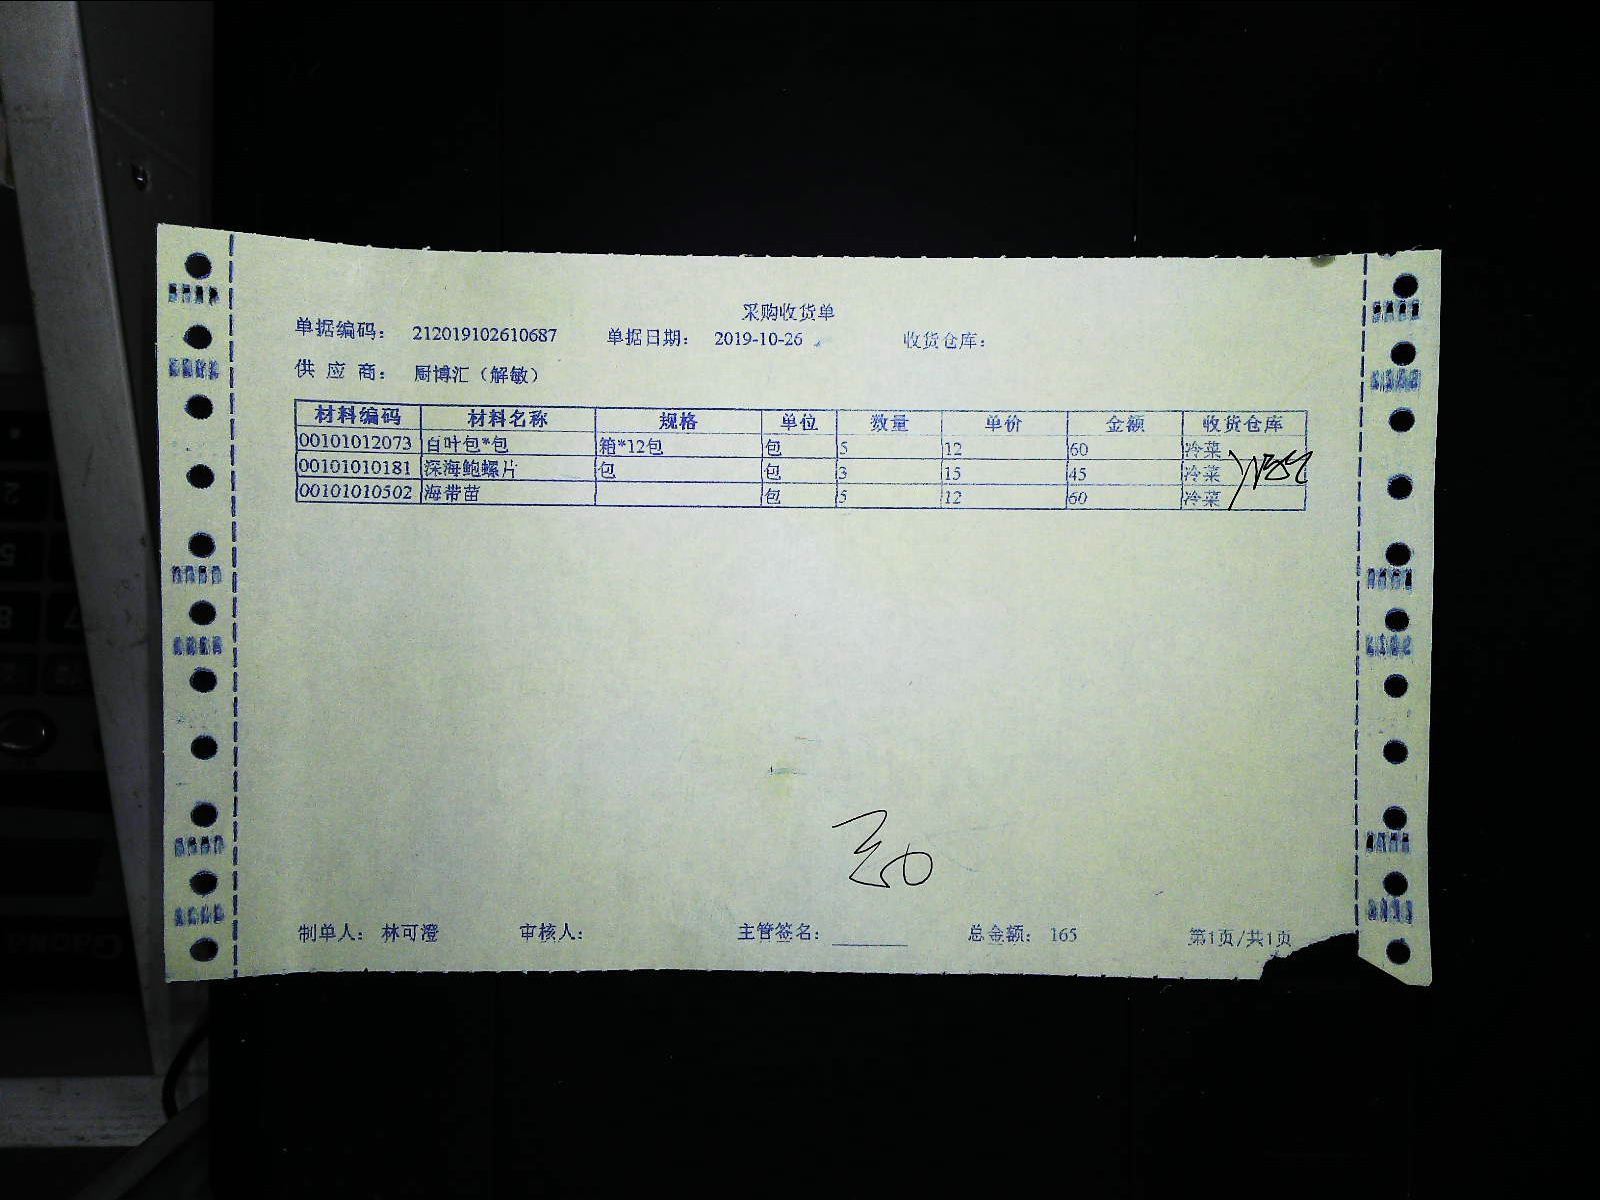 采购收货单
单据编码： 212019102610687 单据日期： 2019-10-26 收货仓库：
供 应 商： 厨博汇（解敏）
材料编码 材料名称 规格 单位 数量 单价 金额 收货仓库
00101012073 白叶包*包 箱*12包 包 5 12 60 冷菜
00101010181 深海鲍螺片 包 包 3 15 45 冷菜
00101010502 海带苗 包 5 12 60 冷菜
制单人： 林可澄 审核人： 主管签名： 总金额： 165 第1页/共1页